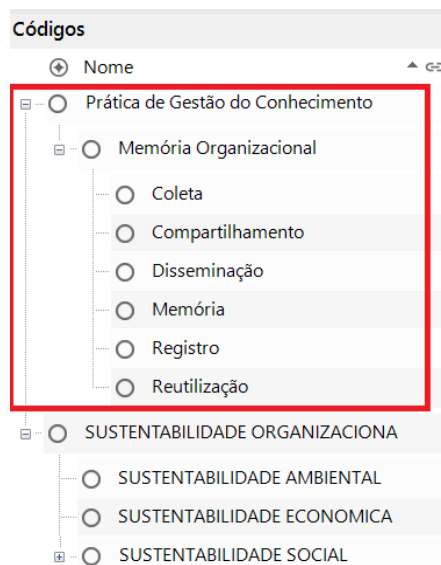 Códigos
Nome
Prática de Gestão do Conhecimento
Memória Organizacional
Coleta
Compartilhamento
Disseminação
Memória
Registro
Reutilização
SUSTENTABILIDADE ORGANIZACIONA
SUSTENTABILIDADE AMBIENTAL
SUSTENTABILIDADE ECONOMICA
SUSTENTABILIDADE SOCIAL